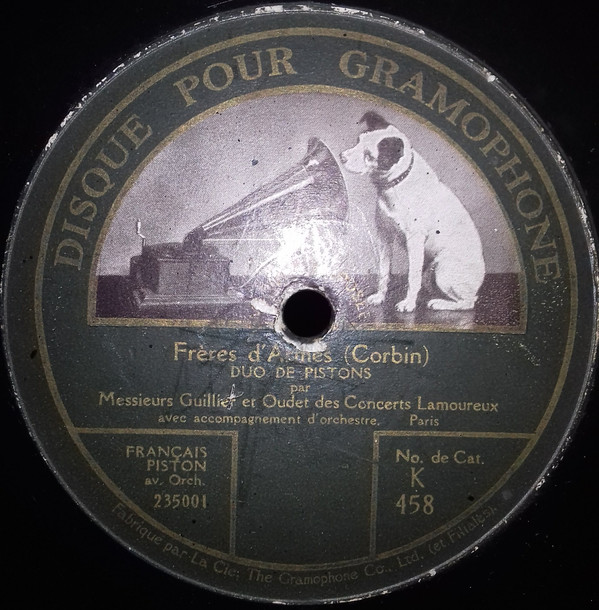 DISQUE POUR GRAMOPHONE
Frères d'Armes (Corbin)
DUO DE PISTONS
par
Messieurs Guillier et Oudet des Concerts Lamoureux
avec accompagnement d'orchestre, Paris
FRANÇAIS
PISTON
av. Orch.
235001
No. de Cat.
K
458
Fabriqué par La Cie: The Gramophone Co., Ltd. (et Filiales).